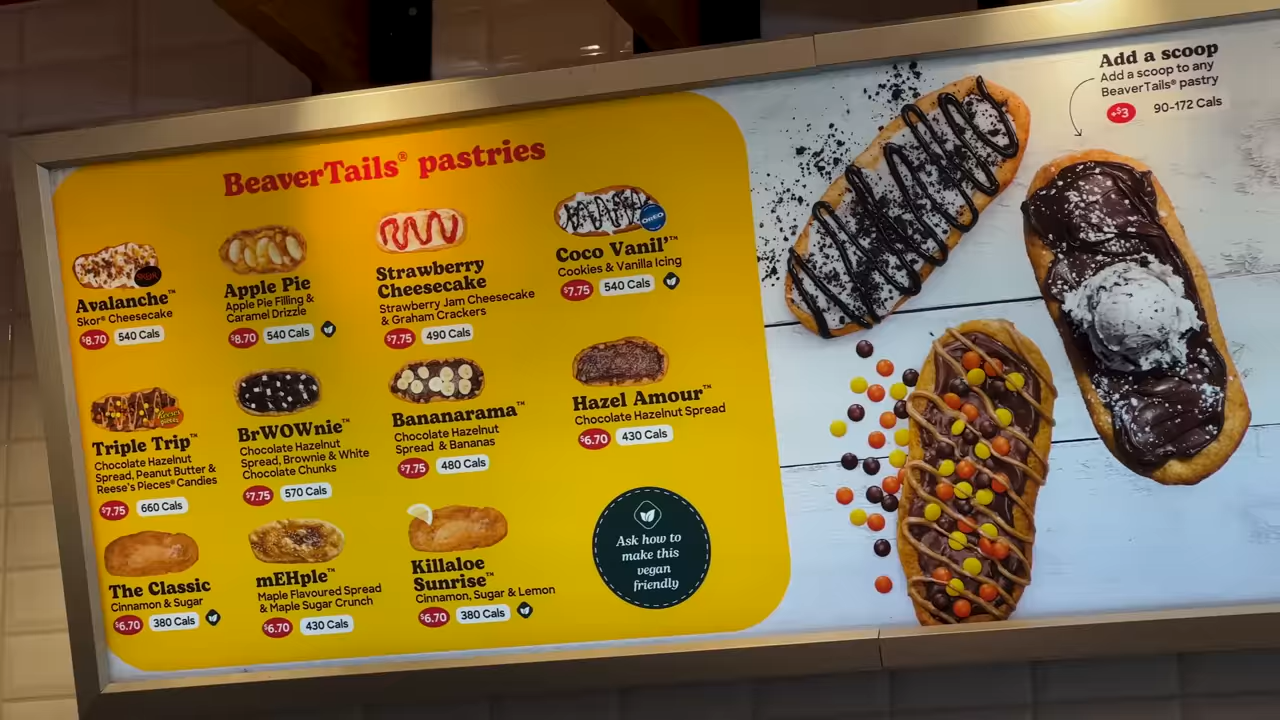 BeaverTails® pastries
Avalanche™
Skor® Cheesecake
$8.70 540 Cals
Apple Pie
Apple Pie Filling &
Caramel Drizzle
$8.70 540 Cals
Strawberry
Cheesecake
Strawberry Jam Cheesecake
& Graham Crackers
$7.75 490 Cals
OREO
Coco Vanil'™
Cookies & Vanilla Icing
$7.75 540 Cals
Reese's
Triple Trip™
Chocolate Hazelnut
Spread, Peanut Butter &
Reese's Pieces® Candies
$7.75 660 Cals
BrWOWnie™
Chocolate Hazelnut
Spread, Brownie & White
Chocolate Chunks
$7.75 570 Cals
Bananarama™
Chocolate Hazelnut
Spread & Bananas
$7.75 480 Cals
Hazel Amour™
Chocolate Hazelnut Spread
$6.70 430 Cals
The Classic
Cinnamon & Sugar
$6.70 380 Cals
mEHple™
Maple Flavoured Spread
& Maple Sugar Crunch
$6.70 430 Cals
Killaloe
Sunrise™
Cinnamon, Sugar & Lemon
$6.70 380 Cals
Ask how to
make this
vegan
friendly
Add a scoop
Add a scoop to any
BeaverTails® pastry
+$3 90-172 Cals